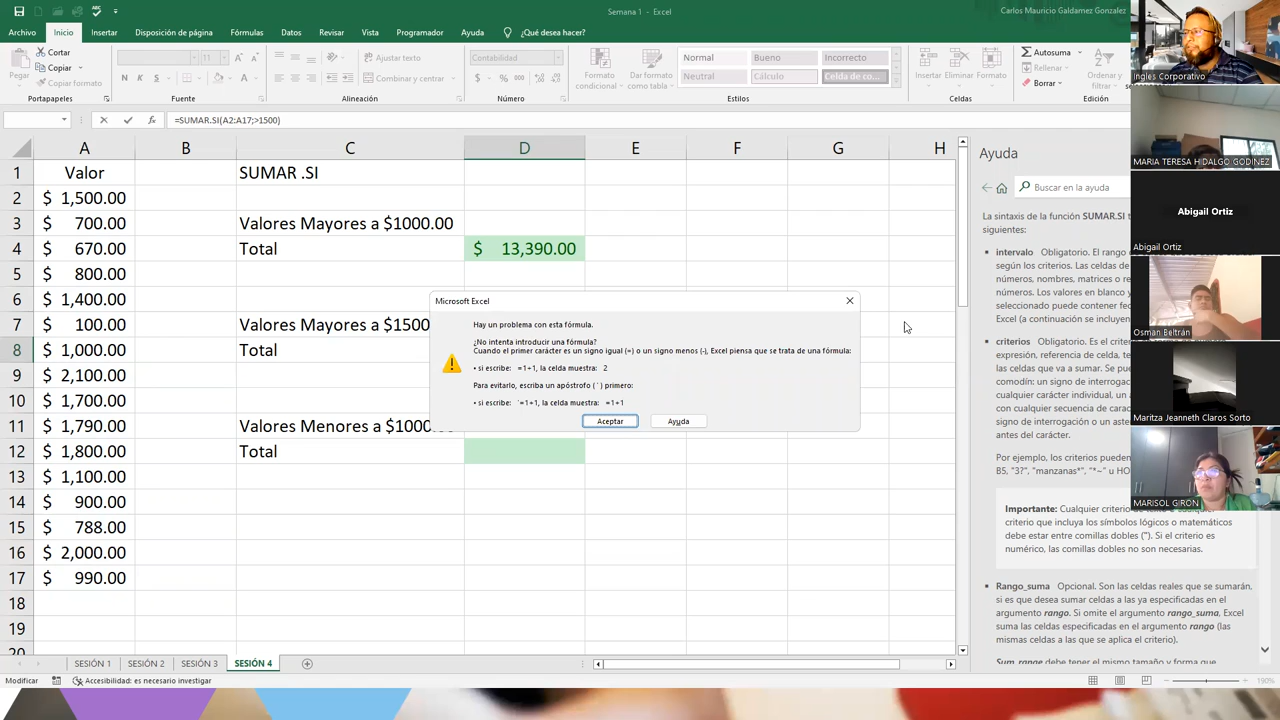 Semana 1 - Excel
Carlos Mauricio Galdamez Gonzalez
Archivo Inicio Insertar Disposición de página Fórmulas Datos Revisar Vista Programador Ayuda ¿Qué desea hacer?
Pegar
Cortar
Copiar
Copiar formato
Portapapeles
11
N K S
Fuente
Ajustar texto
Combinar y centrar
Alineación
Contabilidad
Número
Formato condicional
Dar formato como tabla
Normal Bueno Incorrecto
Neutral Cálculo Celda de co...
Estilos
Insertar Eliminar Formato
Celdas
Autosuma
Rellenar
Borrar
Ordenar y filtrar
Edición
=SUMAR.SI(A2:A17;>1500)
A B C D E F G H
1 Valor SUMAR .SI
2 $ 1,500.00
3 $ 700.00 Valores Mayores a $1000.00
4 $ 670.00 Total $ 13,390.00
5 $ 800.00
6 $ 1,400.00
7 $ 100.00 Valores Mayores a $1500
8 $ 1,000.00 Total
9 $ 2,100.00
10 $ 1,700.00
11 $ 1,790.00 Valores Menores a $1000
12 $ 1,800.00 Total
13 $ 1,100.00
14 $ 900.00
15 $ 788.00
16 $ 2,000.00
17 $ 990.00
18
19
20
Microsoft Excel
Hay un problema con esta fórmula.
¿No intenta introducir una fórmula?
Cuando el primer carácter es un signo igual (=) o un signo menos (-), Excel piensa que se trata de una fórmula:
• si escribe: =1+1, la celda muestra: 2
Para evitarlo, escriba un apóstrofo ( ' ) primero:
• si escribe: '=1+1, la celda muestra: =1+1
Aceptar Ayuda
Ayuda
Buscar en la ayuda
La sintaxis de la función SUMAR.SI
siguientes:
▪ intervalo Obligatorio. El rango
según los criterios. Las celdas de
números, nombres, matrices o
números. Los valores en blanco y
seleccionado puede contener
Excel (a continuación se incluyen
▪ criterios Obligatorio. Es el
expresión, referencia de celda,
las celdas que va a sumar. Se
comodín: un signo de
cualquier carácter individual, un
con cualquier secuencia de
signo de interrogación o un
antes del carácter.
Por ejemplo, los criterios pueden
B5, "3?", "manzanas*", "*~" u
Importante: Cualquier criterio
criterio que incluya los símbolos lógicos o matemáticos
debe estar entre comillas dobles ("). Si el criterio es
numérico, las comillas dobles no son necesarias.
▪ Rango_suma Opcional. Son las celdas reales que se sumarán,
si es que desea sumar celdas a las ya especificadas en el
argumento rango. Si omite el argumento rango_suma, Excel
suma las celdas especificadas en el argumento rango (las
mismas celdas a las que se aplica el criterio).
Sum_range debe tener el mismo tamaño y forma que
Ingles Corporativo
MARIA TERESA HIDALGO GODINEZ
Abigail Ortiz
Abigail Ortiz
Osman Beltrán
Maritza Jeanneth Claros Sorto
MARISOL GIRON
SESIÓN 1 SESIÓN 2 SESIÓN 3 SESIÓN 4
Modificar Accesibilidad: es necesario investigar 190%